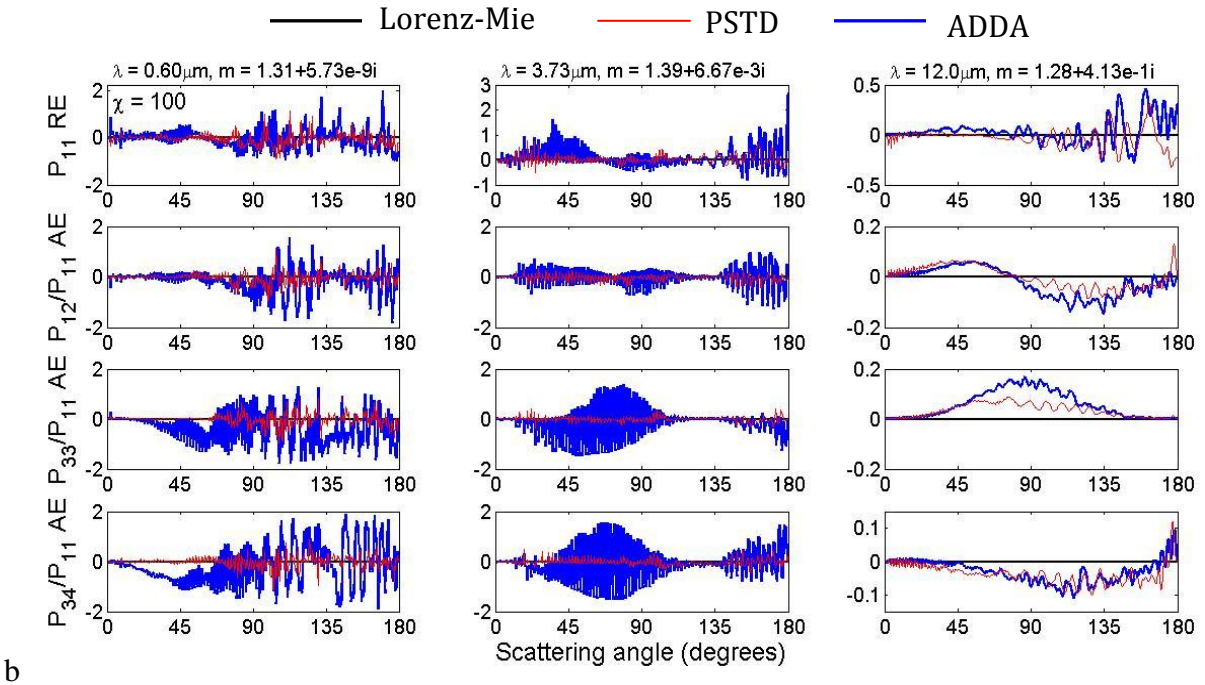 Lorenz-Mie PSTD ADDA
λ = 0.60μm, m = 1.31+5.73e-9i λ = 3.73μm, m = 1.39+6.67e-3i λ = 12.0μm, m = 1.28+4.13e-1i
P11 RE
χ = 100
2 0 -2
0 45 90 135 180
3 2 1 0 -1
0 45 90 135 180
0.5 0 -0.5
0 45 90 135 180
P12/P11 AE
2 0 -2
0 45 90 135 180
2 0 -2
0 45 90 135 180
0.2 0 -0.2
0 45 90 135 180
P33/P11 AE
2 0 2
0 45 90 135 180
2 0 2
0 45 90 135 180
0.2 0 0.2
0 45 90 135 180
P34/P11 AE
2 0 -2
0 45 90 135 180
2 0 -2
0 45 90 135 180
0.1 0 -0.1
0 45 90 135 180
Scattering angle (degrees)
b